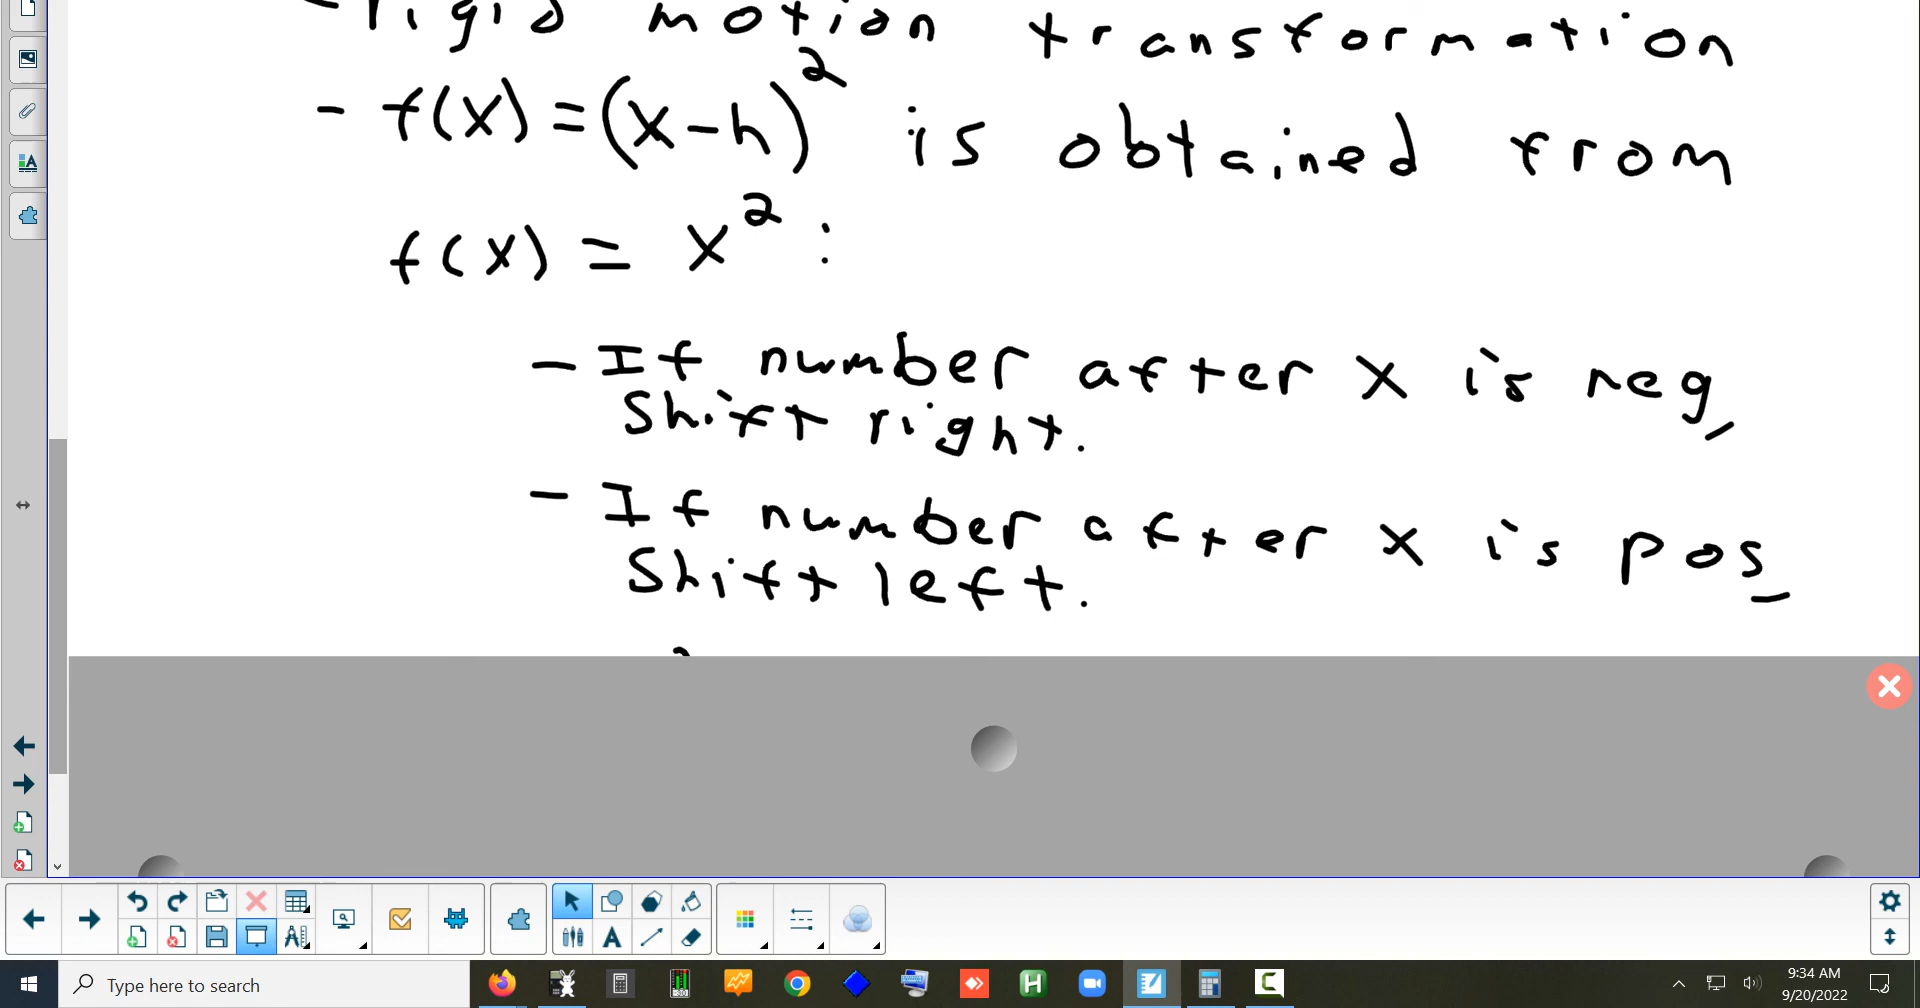 - rigid motion transformation
- f(x) = (x-h)²  is obtained from
f(x) = x² :
- If number after x is neg,
Shift right.
- If number after x is pos,
Shift left.
Type here to search
9:34 AM
9/20/2022